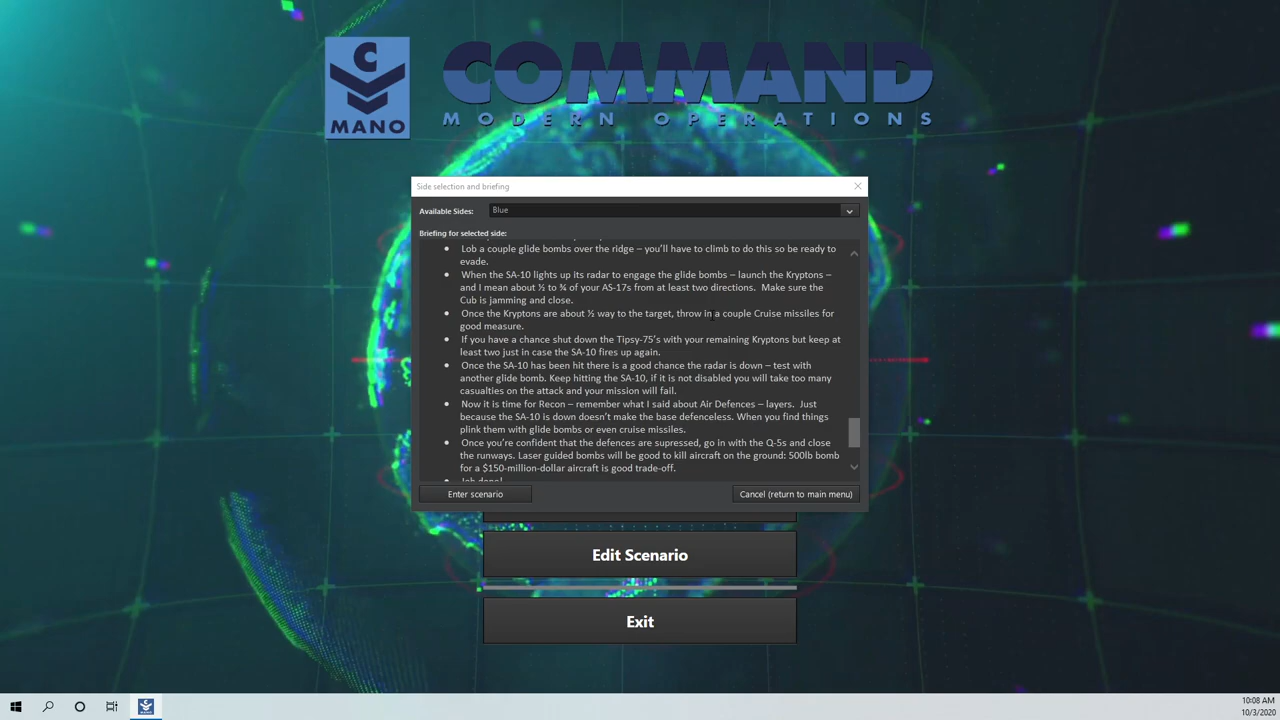 C
MANO
COMMAND
MODERN OPERATIONS
Side selection and briefing
Available Sides:
Blue
Briefing for selected side:
• Lob a couple glide bombs over the ridge – you'll have to climb to do this so be ready to
evade.
• When the SA-10 lights up its radar to engage the glide bombs – launch the Kryptons –
and I mean about ½ to ¾ of your AS-17s from at least two directions. Make sure the
Cub is jamming and close.
• Once the Kryptons are about ½ way to the target, throw in a couple Cruise missiles for
good measure.
• If you have a chance shut down the Tipsy-75's with your remaining Kryptons but keep at
least two just in case the SA-10 fires up again.
• Once the SA-10 has been hit there is a good chance the radar is down – test with
another glide bomb. Keep hitting the SA-10, if it is not disabled you will take too many
casualties on the attack and your mission will fail.
• Now it is time for Recon – remember what I said about Air Defences – layers. Just
because the SA-10 is down doesn't make the base defenceless. When you find things
plink them with glide bombs or even cruise missiles.
• Once you're confident that the defences are supressed, go in with the Q-5s and close
the runways. Laser guided bombs will be good to kill aircraft on the ground: 500lb bomb
for a $150-million-dollar aircraft is good trade-off.
• Job done!
Enter scenario
Cancel (return to main menu)
Edit Scenario
Exit
MANO
10:08 AM
10/3/2020